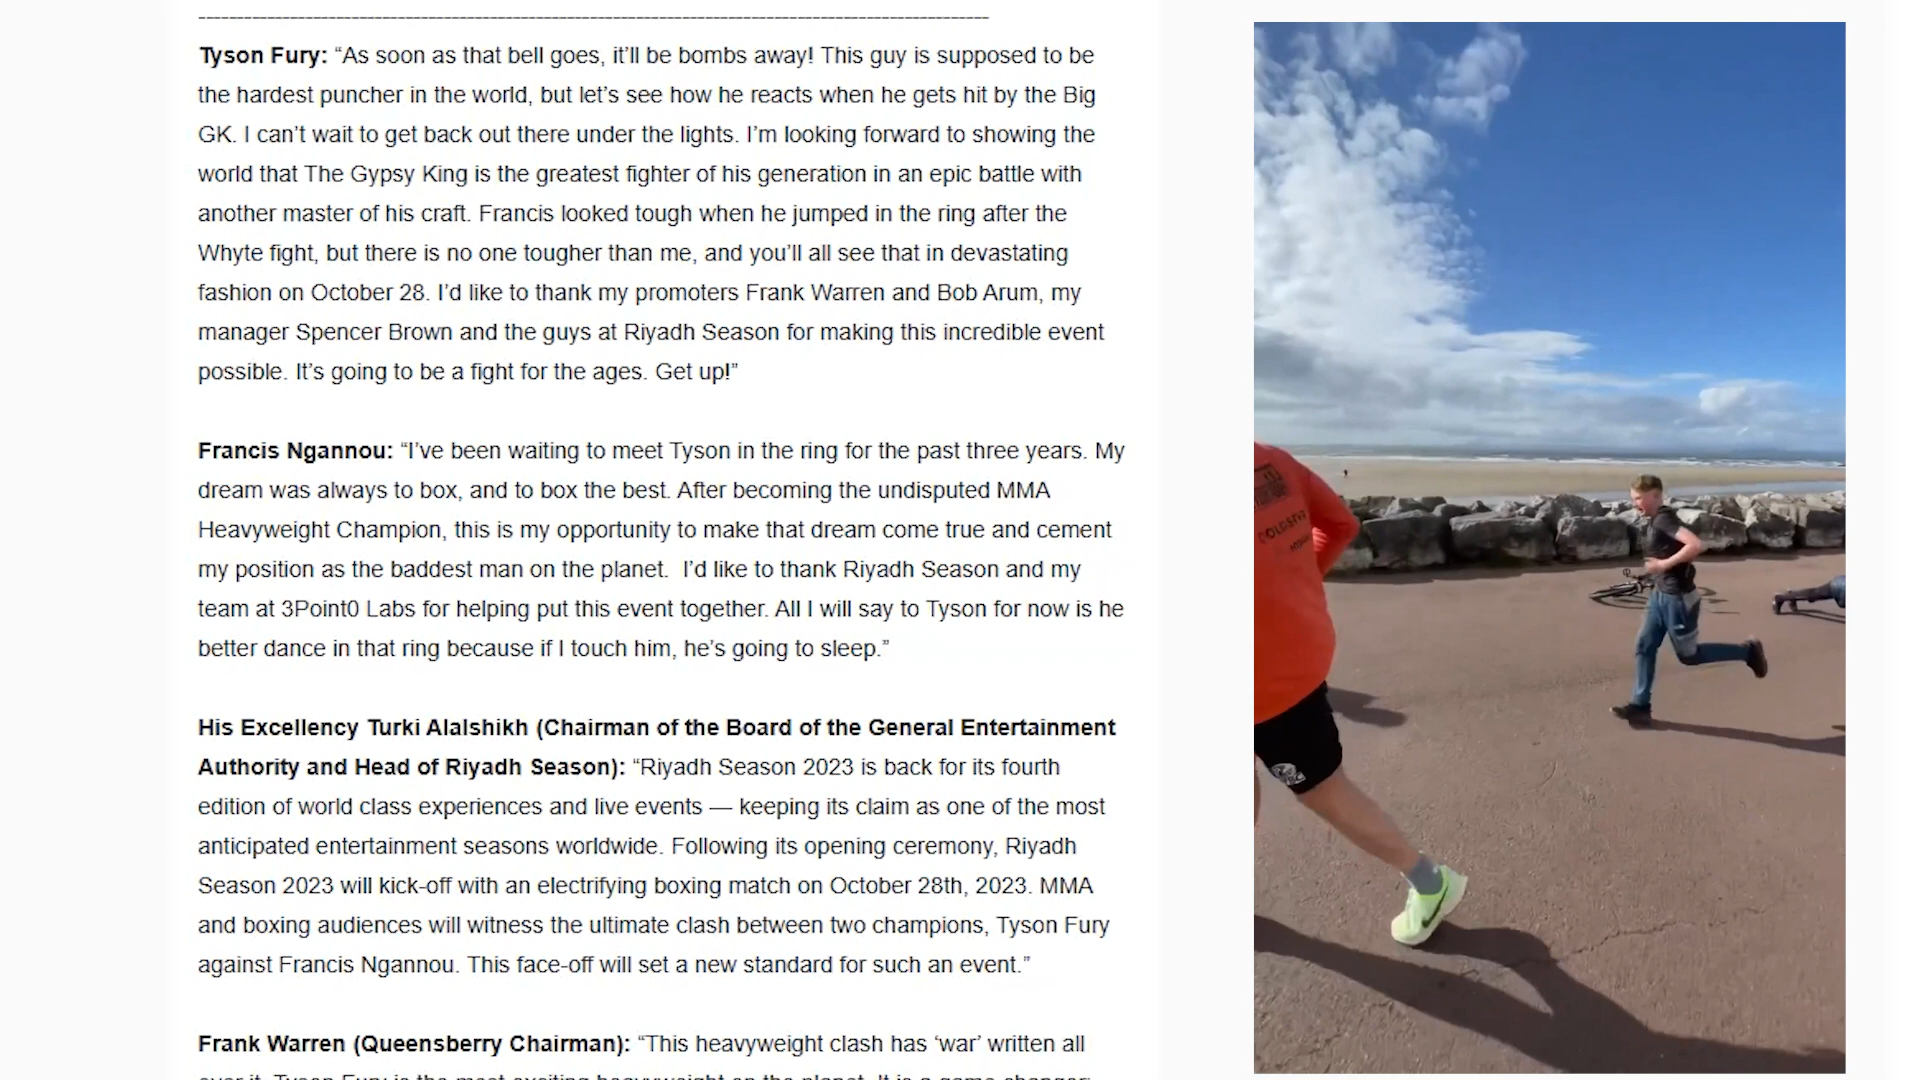 Tyson Fury: “As soon as that bell goes, it’ll be bombs away! This guy is supposed to be
the hardest puncher in the world, but let’s see how he reacts when he gets hit by the Big
GK. I can’t wait to get back out there under the lights. I’m looking forward to showing the
world that The Gypsy King is the greatest fighter of his generation in an epic battle with
another master of his craft. Francis looked tough when he jumped in the ring after the
Whyte fight, but there is no one tougher than me, and you’ll all see that in devastating
fashion on October 28. I’d like to thank my promoters Frank Warren and Bob Arum, my
manager Spencer Brown and the guys at Riyadh Season for making this incredible event
possible. It’s going to be a fight for the ages. Get up!”
Francis Ngannou: “I’ve been waiting to meet Tyson in the ring for the past three years. My
dream was always to box, and to box the best. After becoming the undisputed MMA
Heavyweight Champion, this is my opportunity to make that dream come true and cement
my position as the baddest man on the planet.  I’d like to thank Riyadh Season and my
team at 3Point0 Labs for helping put this event together. All I will say to Tyson for now is he
better dance in that ring because if I touch him, he’s going to sleep.”
His Excellency Turki Alalshikh (Chairman of the Board of the General Entertainment
Authority and Head of Riyadh Season): “Riyadh Season 2023 is back for its fourth
edition of world class experiences and live events — keeping its claim as one of the most
anticipated entertainment seasons worldwide. Following its opening ceremony, Riyadh
Season 2023 will kick-off with an electrifying boxing match on October 28th, 2023. MMA
and boxing audiences will witness the ultimate clash between two champions, Tyson Fury
against Francis Ngannou. This face-off will set a new standard for such an event.”
Frank Warren (Queensberry Chairman): “This heavyweight clash has ‘war’ written all
over it. Tyson Fury is the most exciting heavyweight on the planet. It is a game-changer;